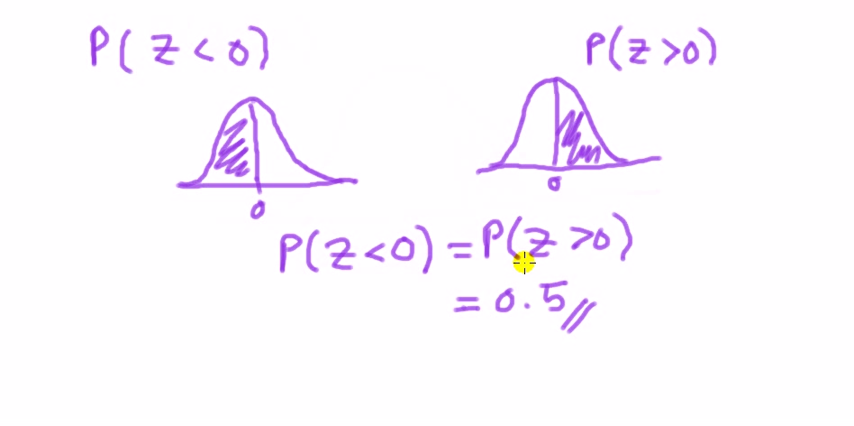 P(Z<0)
P(Z>0)
0
0
P(Z<0) = P(Z>0)
= 0.5//